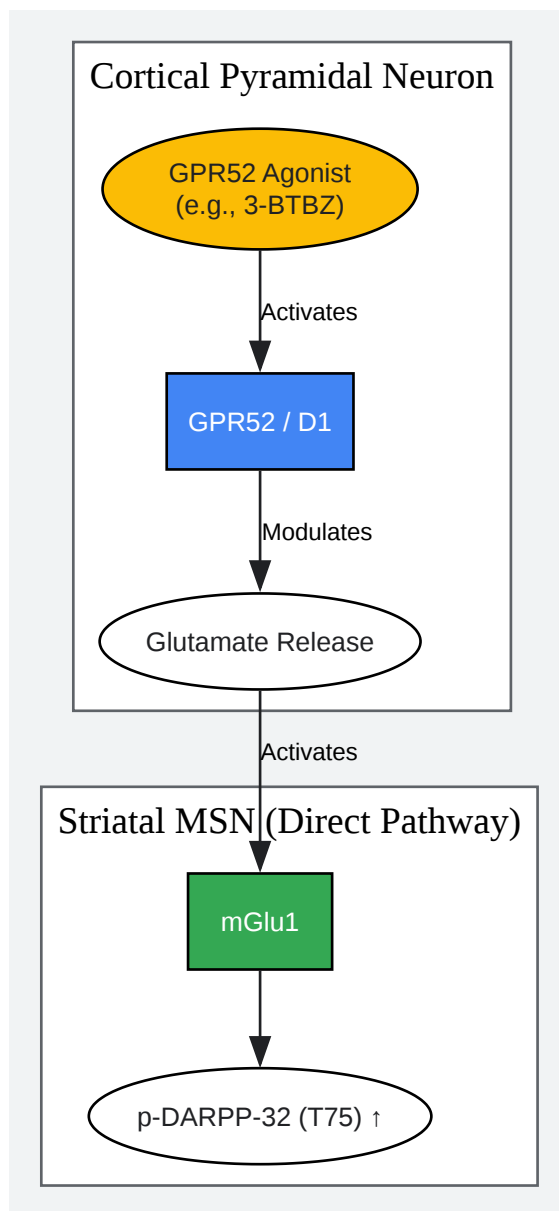 Cortical Pyramidal Neuron
GPR52 Agonist
(e.g., 3-BTBZ)
Activates
GPR52 / D1
Modulates
Glutamate Release
Activates
Striatal MSN (Direct Pathway)
mGlu1
p-DARPP-32 (T75) ↑